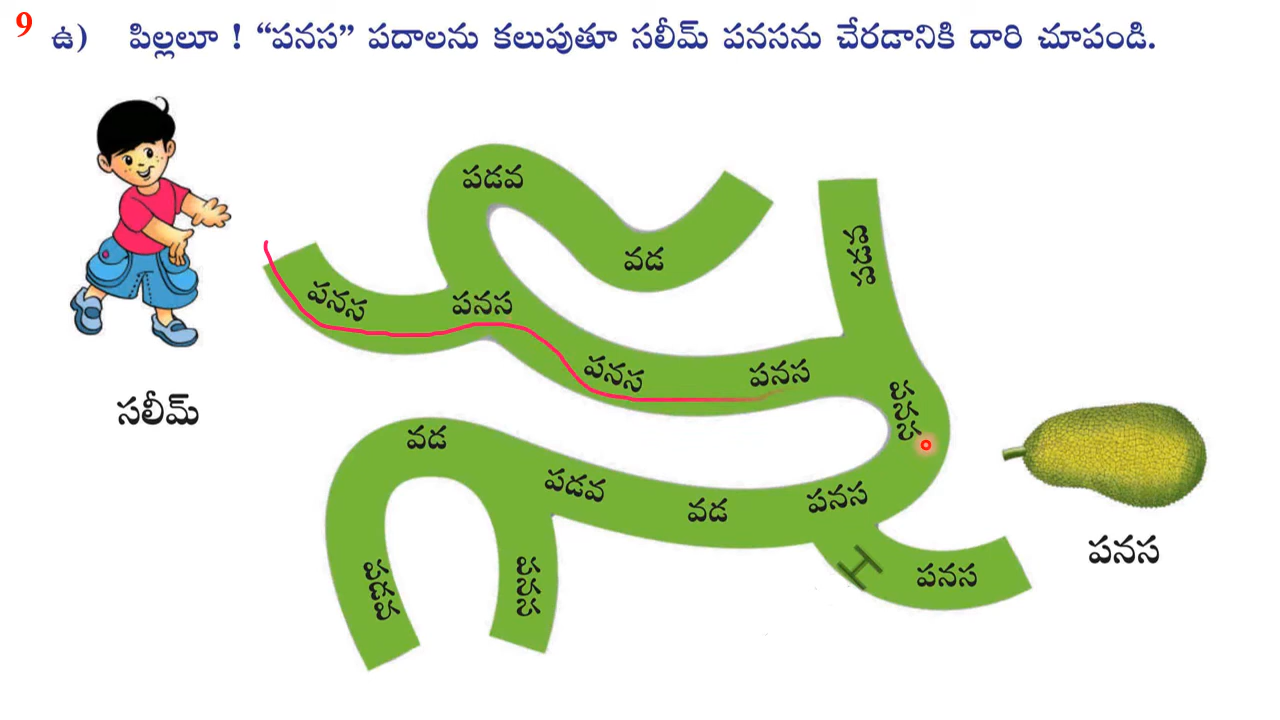 9
ఉ) పిల్లలూ ! “పనస” పదాలను కలుపుతూ సలీమ్ పనసను చేరడానికి దారి చూపండి.
పడవ
వడ
పనస
పనస
పనస
పనస
పనస
సలీమ్
వడ
పడవ
వడ
పనస
పనస
పనస